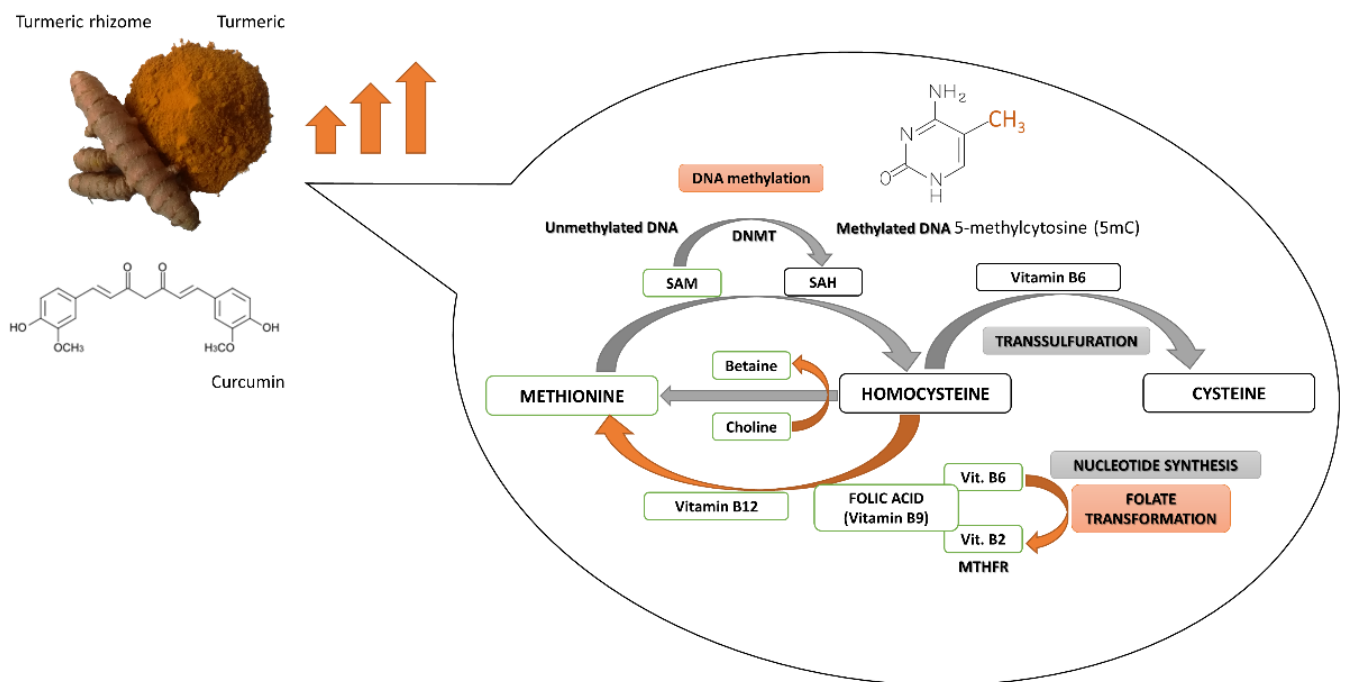 Turmeric rhizome
Turmeric
NH₂
CH₃
N
O
N
H
DNA methylation
Unmethylated DNA
DNMT
Methylated DNA 5-methylcytosine (5mC)
SAM
SAH
Vitamin B6
TRANSSULFURATION
O
O
HO
OCH₃
H₃CO
OH
Curcumin
Betaine
METHIONINE
HOMOCYSTEINE
CYSTEINE
Choline
NUCLEOTIDE SYNTHESIS
Vitamin B12
FOLIC ACID
(Vitamin B9)
Vit. B6
FOLATE
TRANSFORMATION
Vit. B2
MTHFR